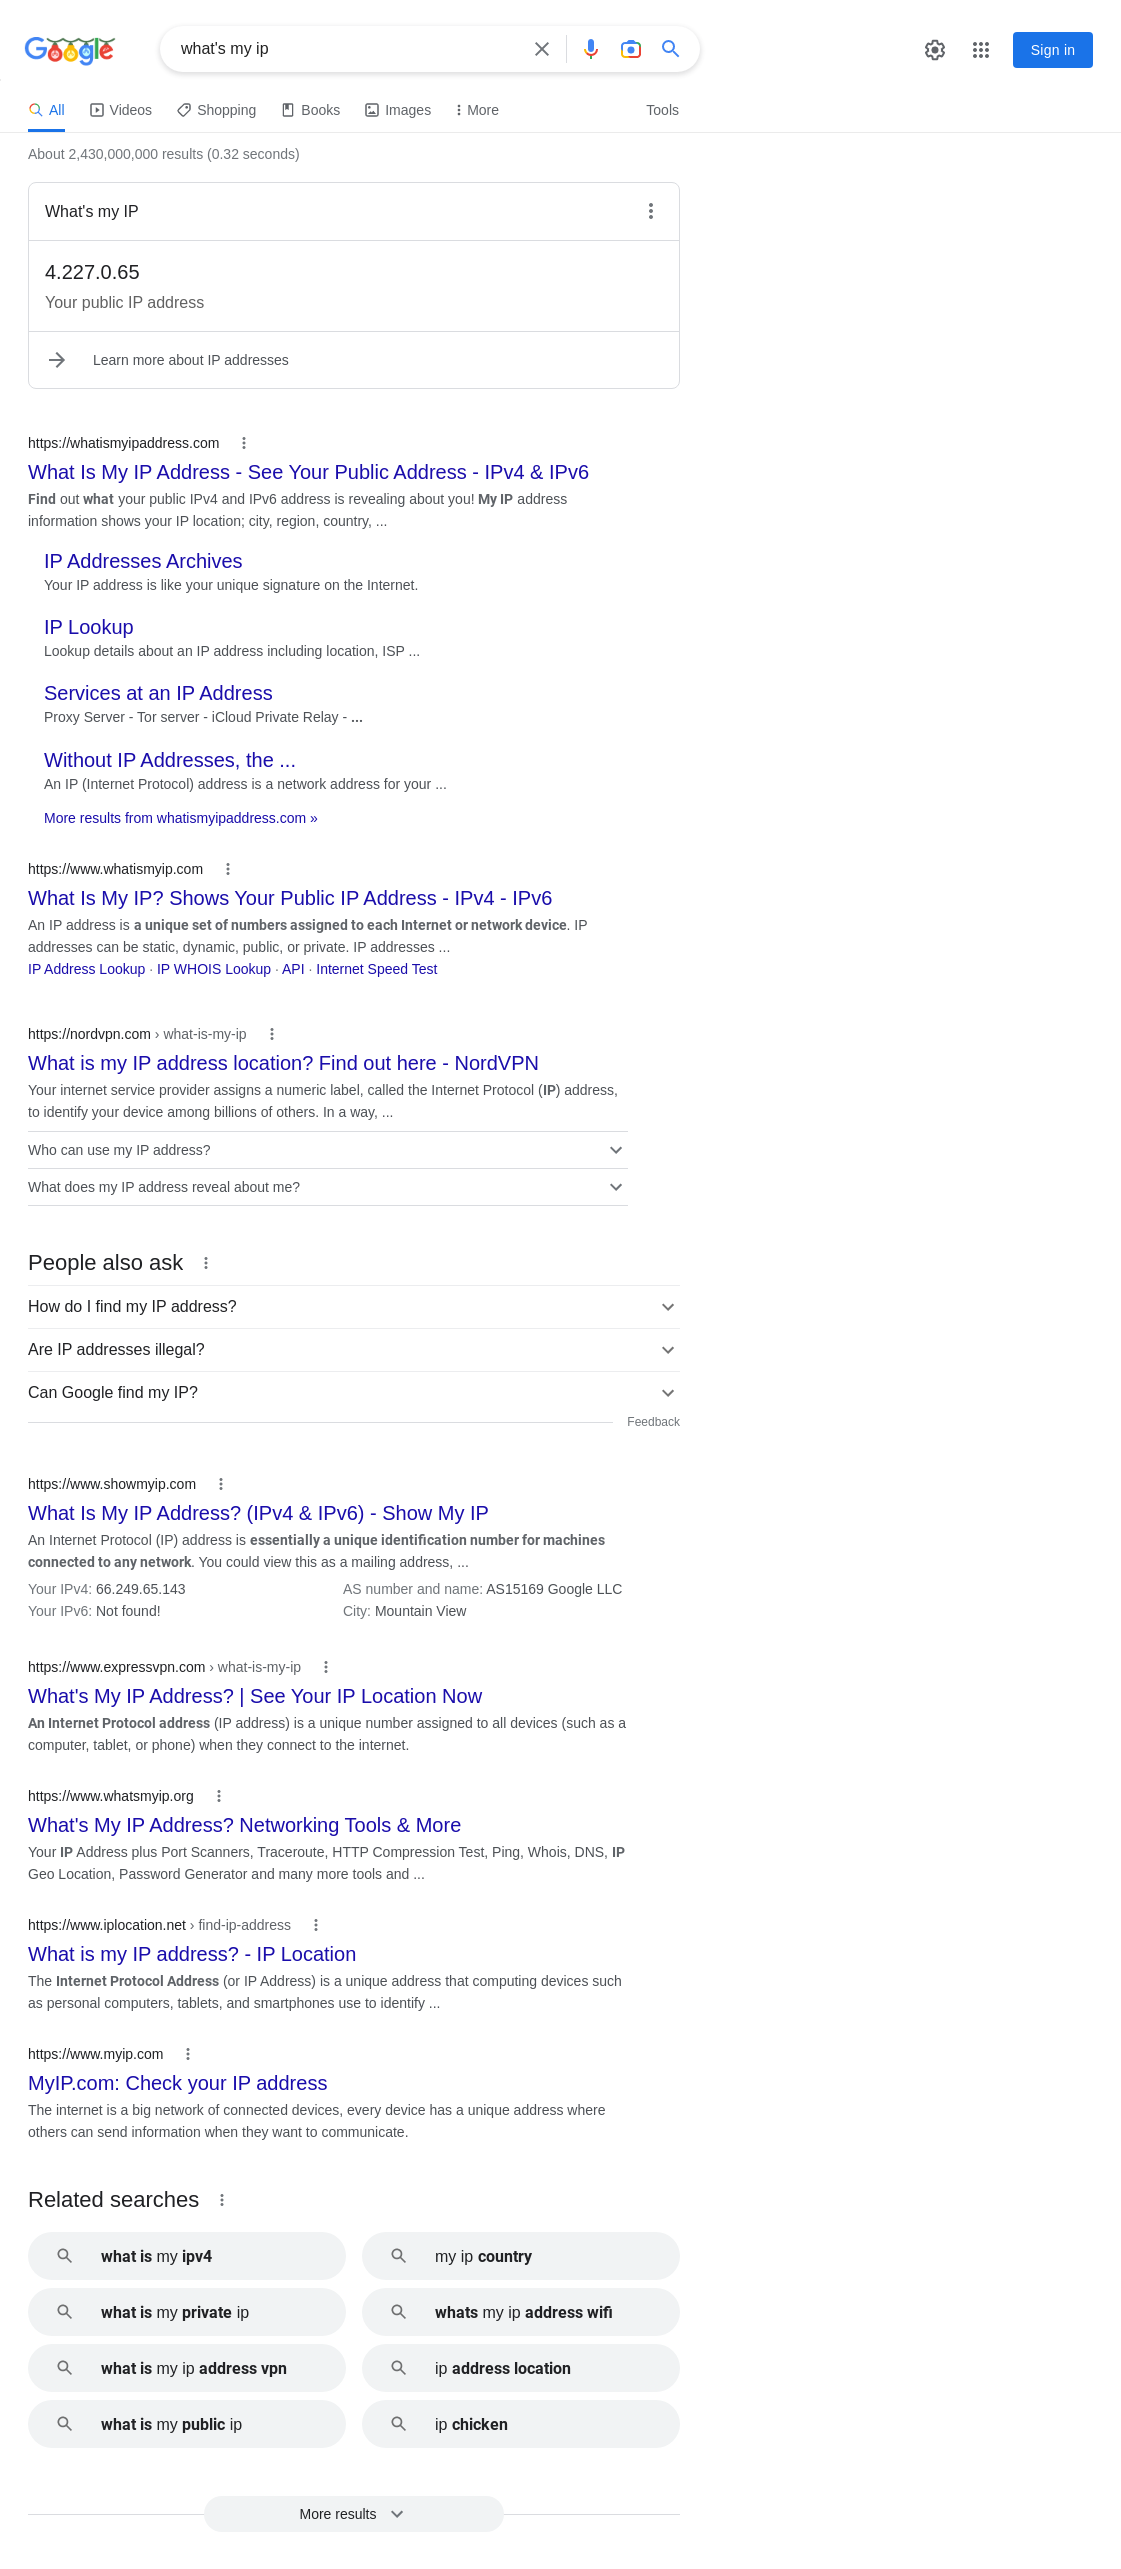 Google
what's my ip
Sign in
All
Videos
Shopping
Books
Images
More
Tools
About 2,430,000,000 results (0.32 seconds)
What's my IP
4.227.0.65
Your public IP address
Learn more about IP addresses
https://whatismyipaddress.com
What Is My IP Address - See Your Public Address - IPv4 & IPv6
Find out what your public IPv4 and IPv6 address is revealing about you! My IP address
information shows your IP location; city, region, country, ...
IP Addresses Archives
Your IP address is like your unique signature on the Internet.
IP Lookup
Lookup details about an IP address including location, ISP ...
Services at an IP Address
Proxy Server - Tor server - iCloud Private Relay - ...
Without IP Addresses, the ...
An IP (Internet Protocol) address is a network address for your ...
More results from whatismyipaddress.com »
https://www.whatismyip.com
What Is My IP? Shows Your Public IP Address - IPv4 - IPv6
An IP address is a unique set of numbers assigned to each Internet or network device. IP
addresses can be static, dynamic, public, or private. IP addresses ...
IP Address Lookup · IP WHOIS Lookup · API · Internet Speed Test
https://nordvpn.com › what-is-my-ip
What is my IP address location? Find out here - NordVPN
Your internet service provider assigns a numeric label, called the Internet Protocol (IP) address,
to identify your device among billions of others. In a way, ...
Who can use my IP address?
What does my IP address reveal about me?
People also ask
How do I find my IP address?
Are IP addresses illegal?
Can Google find my IP?
Feedback
https://www.showmyip.com
What Is My IP Address? (IPv4 & IPv6) - Show My IP
An Internet Protocol (IP) address is essentially a unique identification number for machines
connected to any network. You could view this as a mailing address, ...
Your IPv4: 66.249.65.143
AS number and name: AS15169 Google LLC
Your IPv6: Not found!
City: Mountain View
https://www.expressvpn.com › what-is-my-ip
What's My IP Address? | See Your IP Location Now
An Internet Protocol address (IP address) is a unique number assigned to all devices (such as a
computer, tablet, or phone) when they connect to the internet.
https://www.whatsmyip.org
What's My IP Address? Networking Tools & More
Your IP Address plus Port Scanners, Traceroute, HTTP Compression Test, Ping, Whois, DNS, IP
Geo Location, Password Generator and many more tools and ...
https://www.iplocation.net › find-ip-address
What is my IP address? - IP Location
The Internet Protocol Address (or IP Address) is a unique address that computing devices such
as personal computers, tablets, and smartphones use to identify ...
https://www.myip.com
MyIP.com: Check your IP address
The internet is a big network of connected devices, every device has a unique address where
others can send information when they want to communicate.
Related searches
what is my ipv4
my ip country
what is my private ip
whats my ip address wifi
what is my ip address vpn
ip address location
what is my public ip
ip chicken
More results